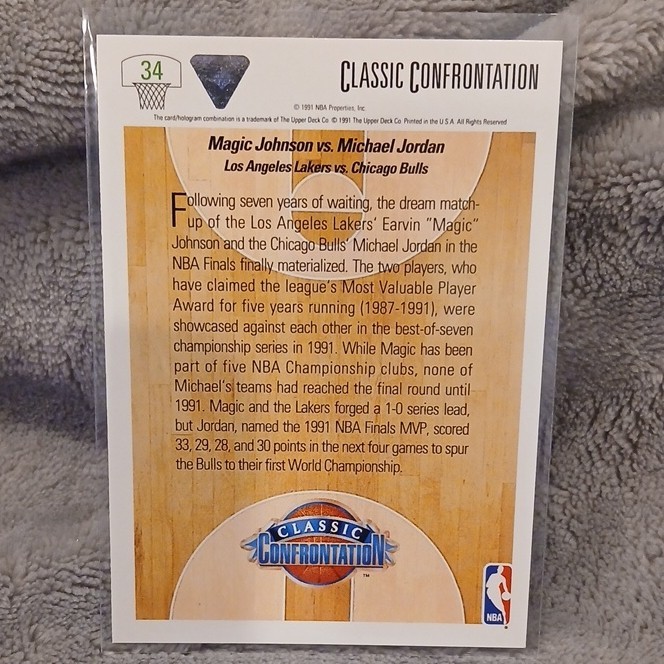 34
CLASSIC CONFRONTATION
© 1991 NBA Properties, Inc.
The card/hologram combination is a trademark of The Upper Deck Co. © 1991 The Upper Deck Co. Printed in the U.S.A. All Rights Reserved
Magic Johnson vs. Michael Jordan
Los Angeles Lakers vs. Chicago Bulls
Following seven years of waiting, the dream match-
up of the Los Angeles Lakers' Earvin "Magic"
Johnson and the Chicago Bulls' Michael Jordan in the
NBA Finals finally materialized. The two players, who
have claimed the league's Most Valuable Player
Award for five years running (1987-1991), were
showcased against each other in the best-of-seven
championship series in 1991. While Magic has been
part of five NBA Championship clubs, none of
Michael's teams had reached the final round until
1991. Magic and the Lakers forged a 1-0 series lead,
but Jordan, named the 1991 NBA Finals MVP, scored
33, 29, 28, and 30 points in the next four games to spur
the Bulls to their first World Championship.
CLASSIC
CONFRONTATION
TM
NBA